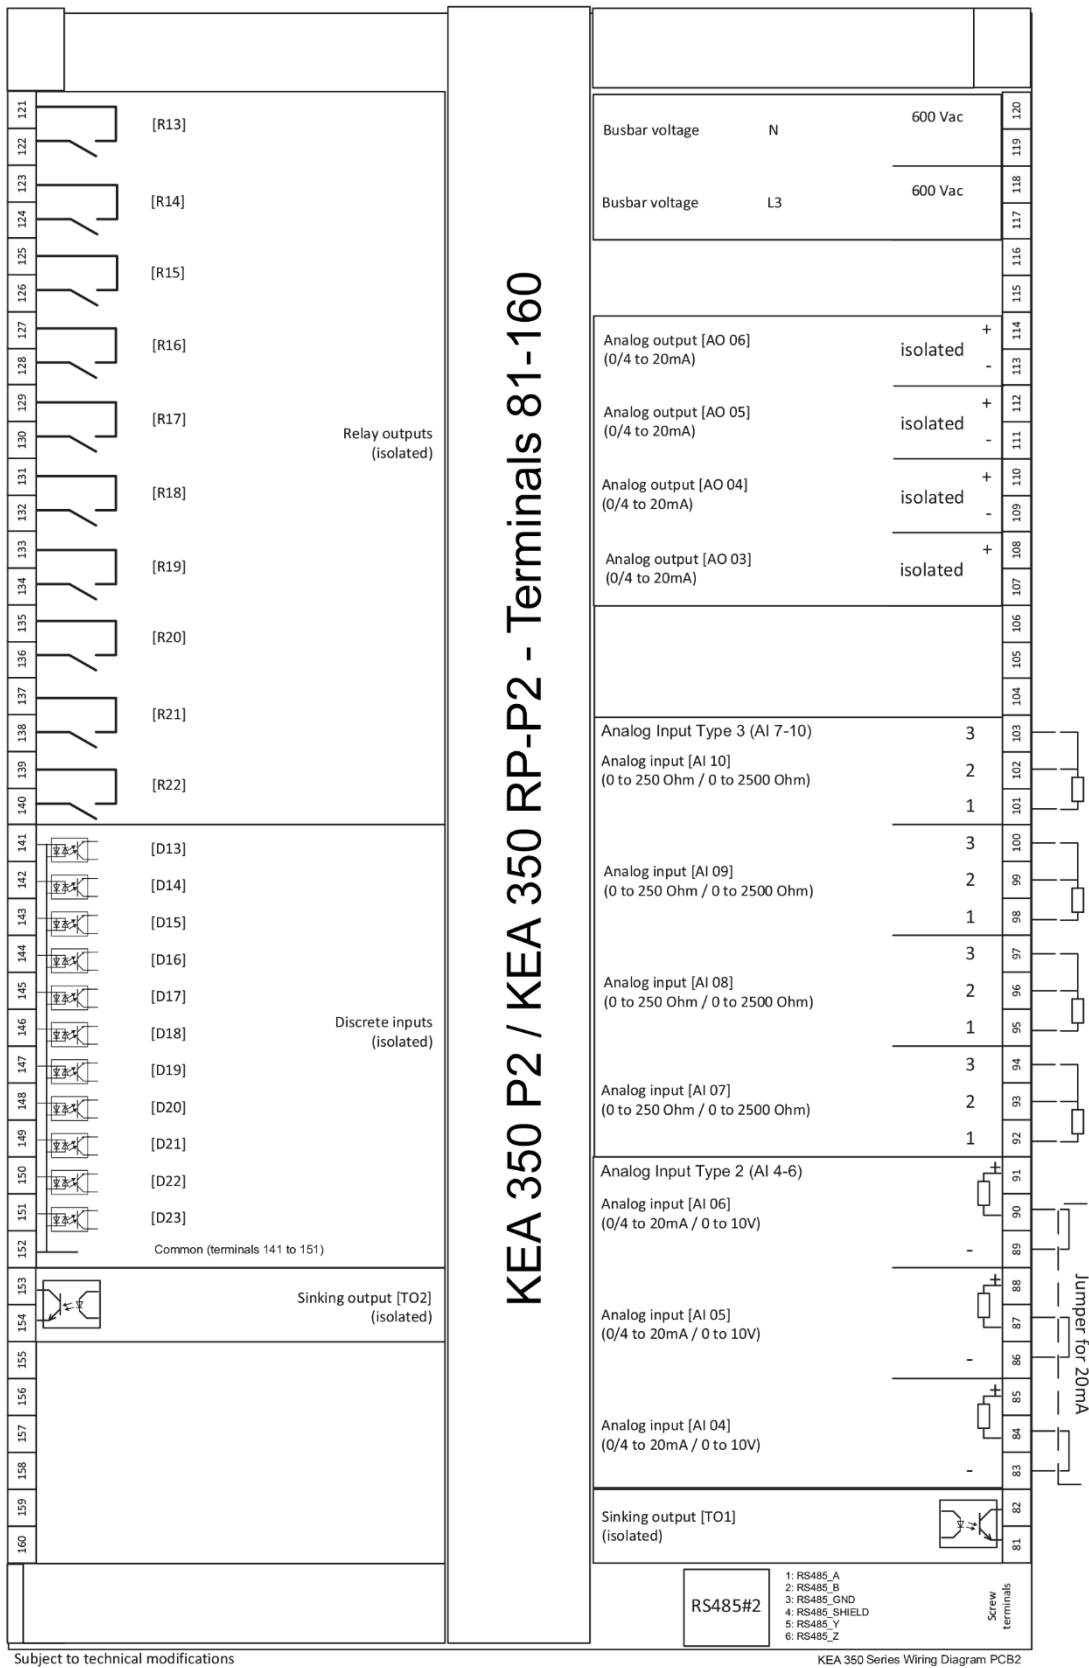 121
[R13]
122
123
[R14]
124
125
[R15]
126
127
[R16]
128
129
[R17]
130
Relay outputs
(isolated)
131
[R18]
132
133
[R19]
134
135
[R20]
136
137
[R21]
138
139
[R22]
140
141
[D13]
142
[D14]
143
[D15]
144
[D16]
145
[D17]
146
[D18]
Discrete inputs
(isolated)
147
[D19]
148
[D20]
149
[D21]
150
[D22]
151
[D23]
152
Common (terminals 141 to 151)
153
Sinking output [TO2]
(isolated)
154
155
156
157
158
159
160
KEA 350 P2 / KEA 350 RP-P2 - Terminals 81-160
Busbar voltage N 600 Vac
120
119
Busbar voltage L3 600 Vac
118
117
116
115
Analog output [AO 06]
(0/4 to 20mA)
isolated
+
-
114
113
Analog output [AO 05]
(0/4 to 20mA)
isolated
+
-
112
111
Analog output [AO 04]
(0/4 to 20mA)
isolated
+
-
110
109
Analog output [AO 03]
(0/4 to 20mA)
isolated
+
108
107
106
105
104
Analog Input Type 3 (AI 7-10)
Analog input [AI 10]
(0 to 250 Ohm / 0 to 2500 Ohm)
3 103
2 102
1 101
Analog input [AI 09]
(0 to 250 Ohm / 0 to 2500 Ohm)
3 100
2 99
1 98
Analog input [AI 08]
(0 to 250 Ohm / 0 to 2500 Ohm)
3 97
2 96
1 95
Analog input [AI 07]
(0 to 250 Ohm / 0 to 2500 Ohm)
3 94
2 93
1 92
Analog Input Type 2 (AI 4-6)
Analog input [AI 06]
(0/4 to 20mA / 0 to 10V)
+ 91
90
- 89
Analog input [AI 05]
(0/4 to 20mA / 0 to 10V)
+ 88
87
- 86
Analog input [AI 04]
(0/4 to 20mA / 0 to 10V)
+ 85
84
- 83
Jumper for 20mA
Sinking output [TO1]
(isolated)
82
81
RS485#2
1: RS485_A
2: RS485_B
3: RS485_GND
4: RS485_SHIELD
5: RS485_Y
6: RS485_Z
Screw
terminals
Subject to technical modifications
KEA 350 Series Wiring Diagram PCB2